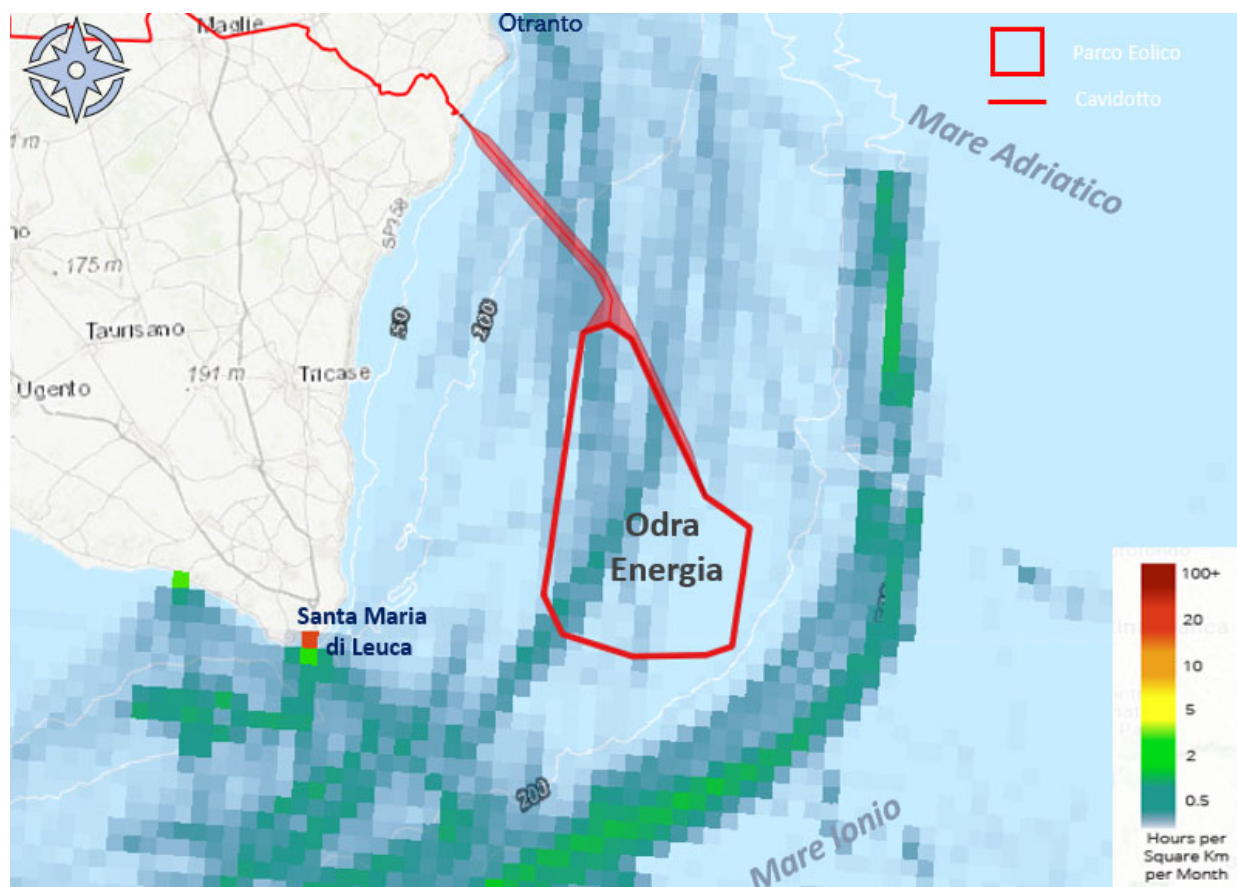 Otranto
Maglie
Parco Eolico
Cavidotto
Mare Adriatico
SP358
175 m
Taurisano
50
100
191 m
Tricase
Ugento
Odra
Energia
Santa Maria
di Leuca
200
Mare Ionio
100+
20
10
5
2
0.5
Hours per
Square Km
per Month